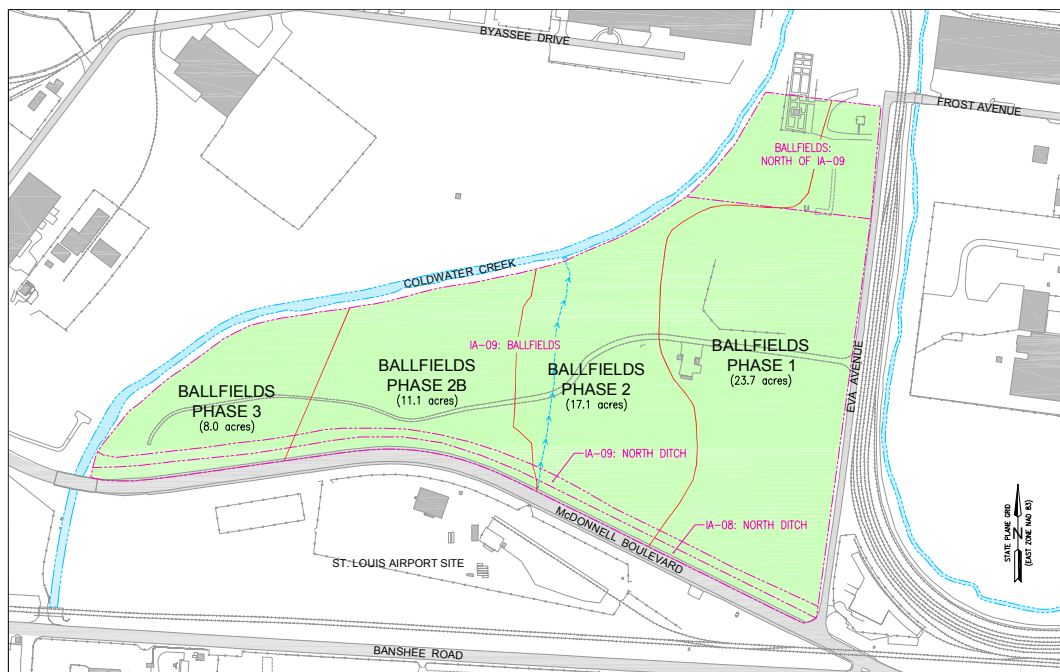 BYASSEE DRIVE
FROST AVENUE
BALLFIELDS:
NORTH OF IA-09
COLDWATER CREEK
IA-09: BALLFIELDS
BALLFIELDS
PHASE 1
(23.7 acres)
BALLFIELDS
PHASE 2B
(11.1 acres)
BALLFIELDS
PHASE 2
(17.1 acres)
BALLFIELDS
PHASE 3
(8.0 acres)
EVA AVENUE
IA-09: NORTH DITCH
IA-08: NORTH DITCH
McDONNELL BOULEVARD
ST. LOUIS AIRPORT SITE
STATE PLANE GRID
N
(EAST ZONE NAD 83)
BANSHEE ROAD